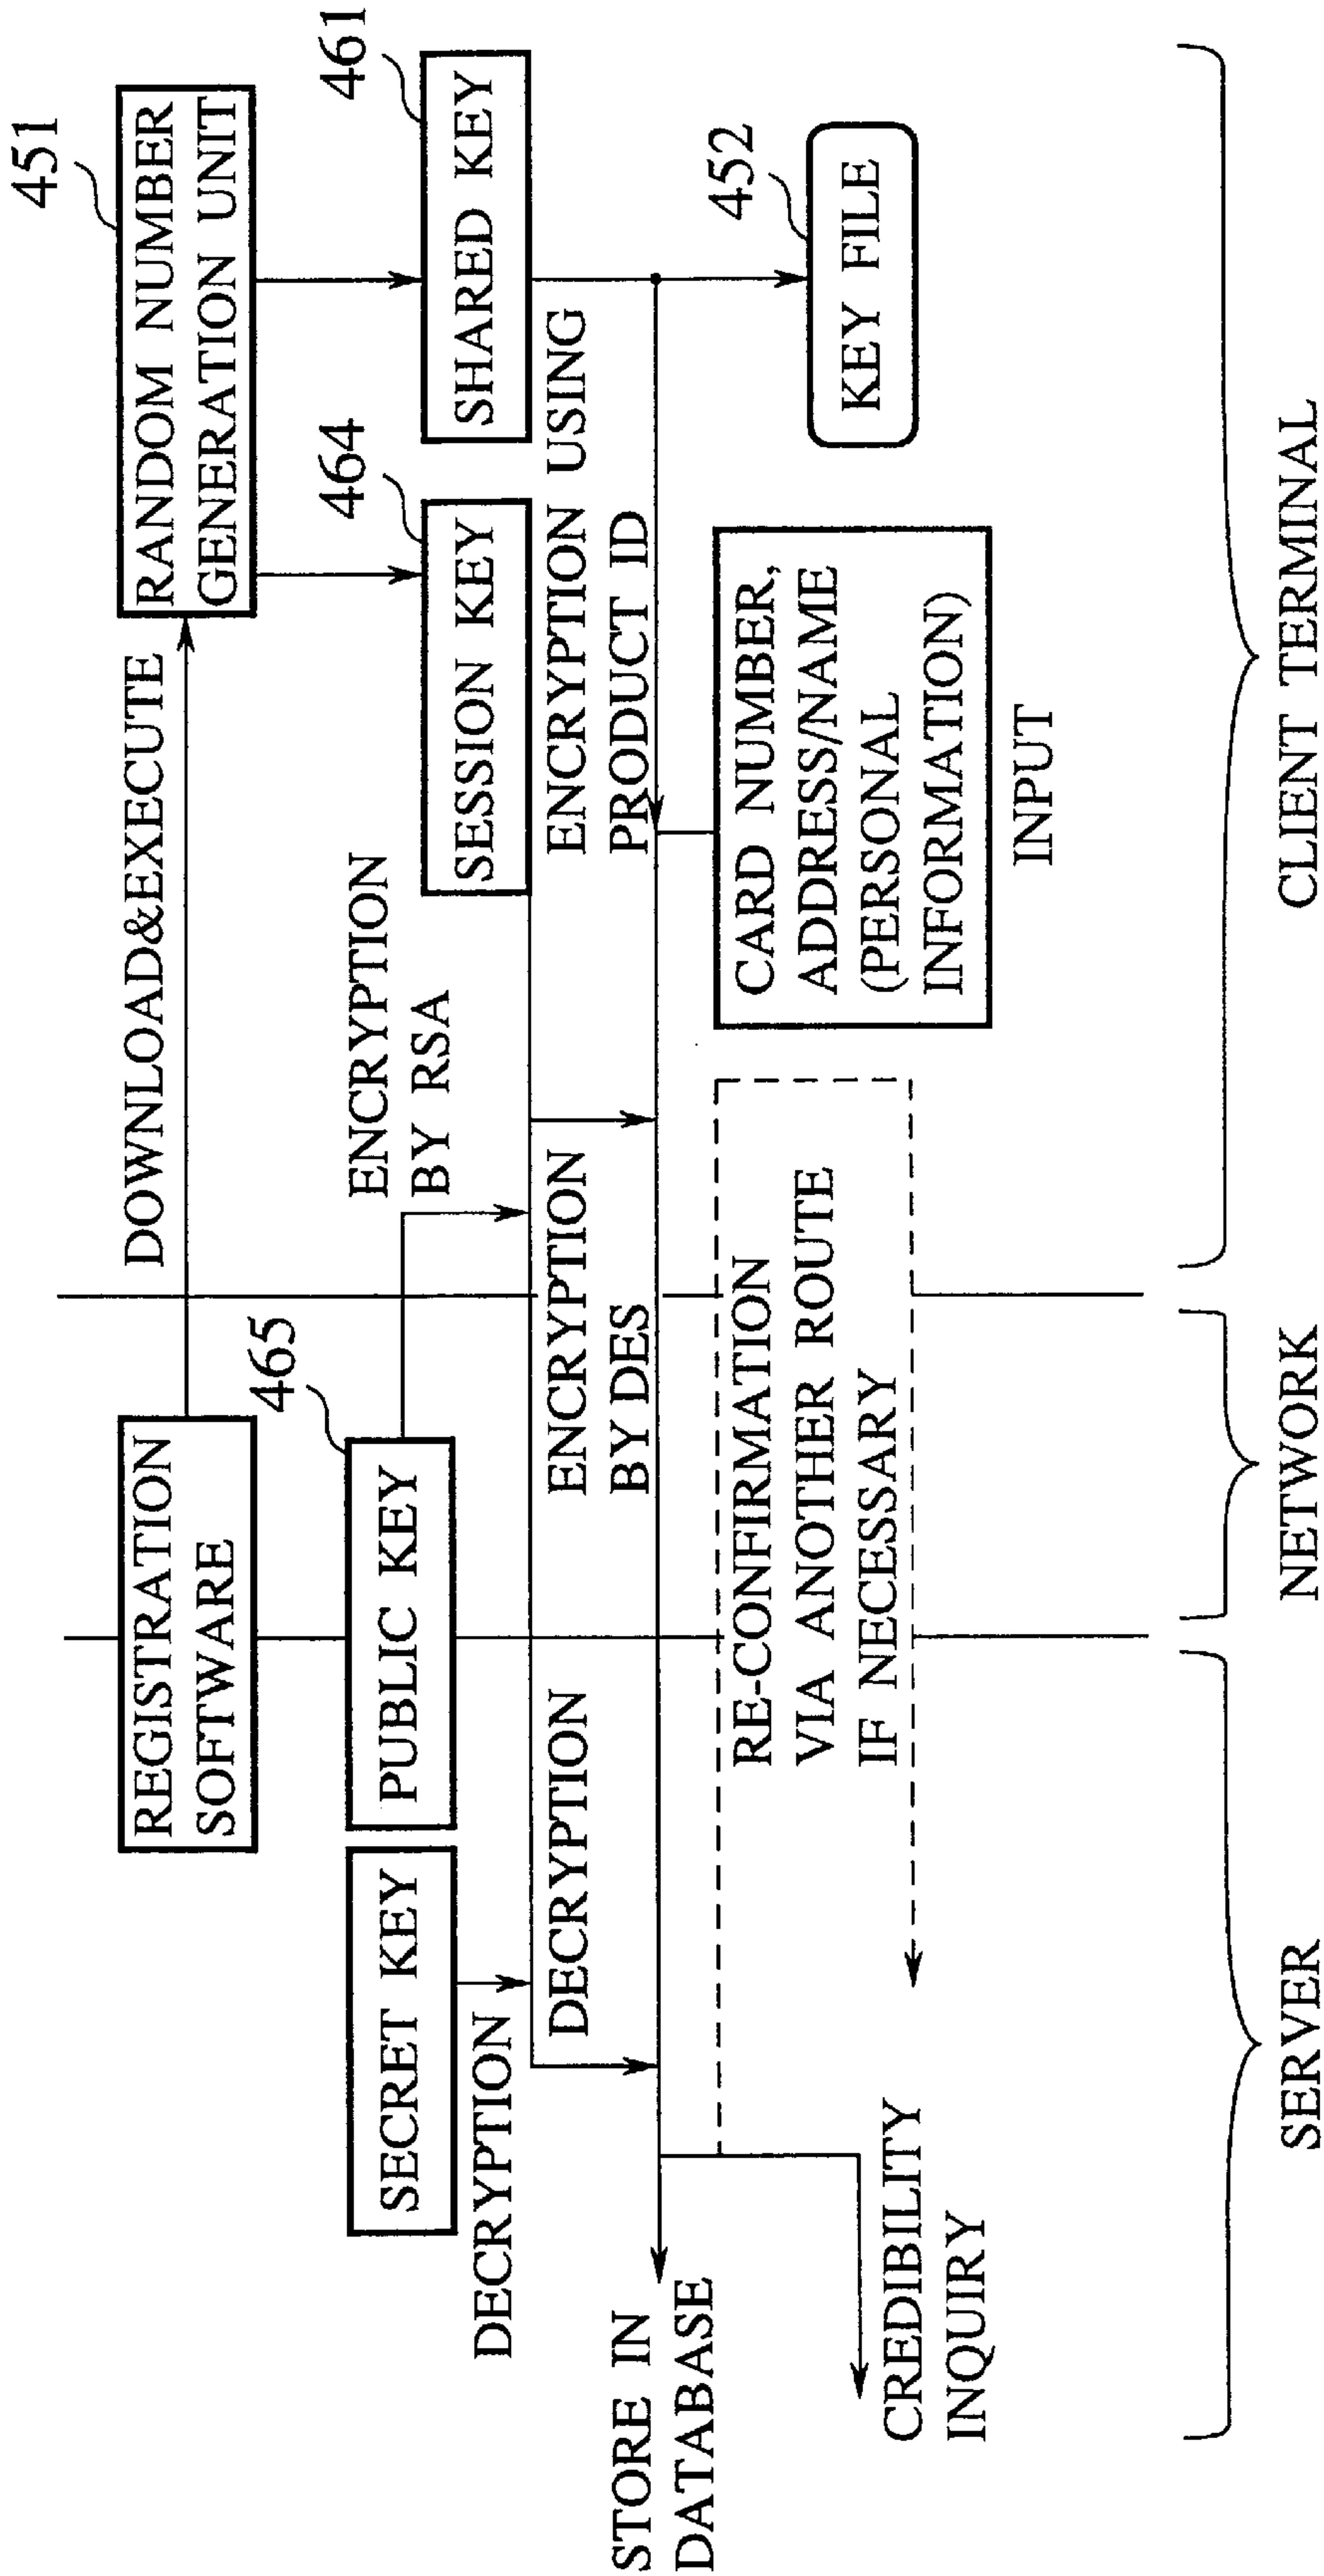 451
REGISTRATION
SOFTWARE
DOWNLOAD&EXECUTE
RANDOM NUMBER
GENERATION UNIT
465
464
461
SECRET KEY
PUBLIC KEY
ENCRYPTION
BY RSA
SESSION KEY
SHARED KEY
DECRYPTION
DECRYPTION
ENCRYPTION
BY DES
ENCRYPTION USING
PRODUCT ID
452
STORE IN
DATABASE
RE-CONFIRMATION
VIA ANOTHER ROUTE
IF NECESSARY
CARD NUMBER,
ADDRESS/NAME
(PERSONAL
INFORMATION)
KEY FILE
CREDIBILITY
INQUIRY
INPUT
SERVER
NETWORK
CLIENT TERMINAL